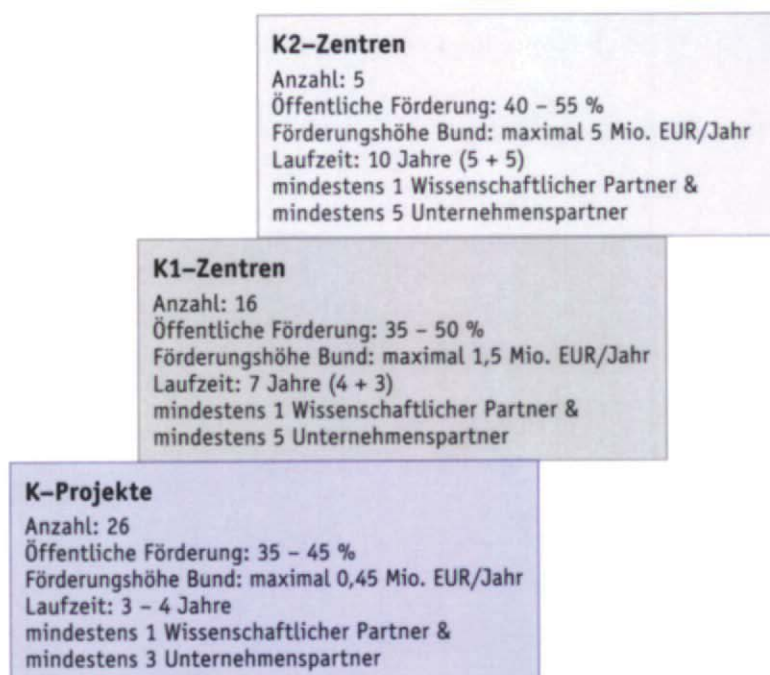 K2–Zentren
Anzahl: 5
Öffentliche Förderung: 40 – 55 %
Förderungshöhe Bund: maximal 5 Mio. EUR/Jahr
Laufzeit: 10 Jahre (5 + 5)
mindestens 1 Wissenschaftlicher Partner &
mindestens 5 Unternehmenspartner
K1–Zentren
Anzahl: 16
Öffentliche Förderung: 35 – 50 %
Förderungshöhe Bund: maximal 1,5 Mio. EUR/Jahr
Laufzeit: 7 Jahre (4 + 3)
mindestens 1 Wissenschaftlicher Partner &
mindestens 5 Unternehmenspartner
K–Projekte
Anzahl: 26
Öffentliche Förderung: 35 – 45 %
Förderungshöhe Bund: maximal 0,45 Mio. EUR/Jahr
Laufzeit: 3 – 4 Jahre
mindestens 1 Wissenschaftlicher Partner &
mindestens 3 Unternehmenspartner